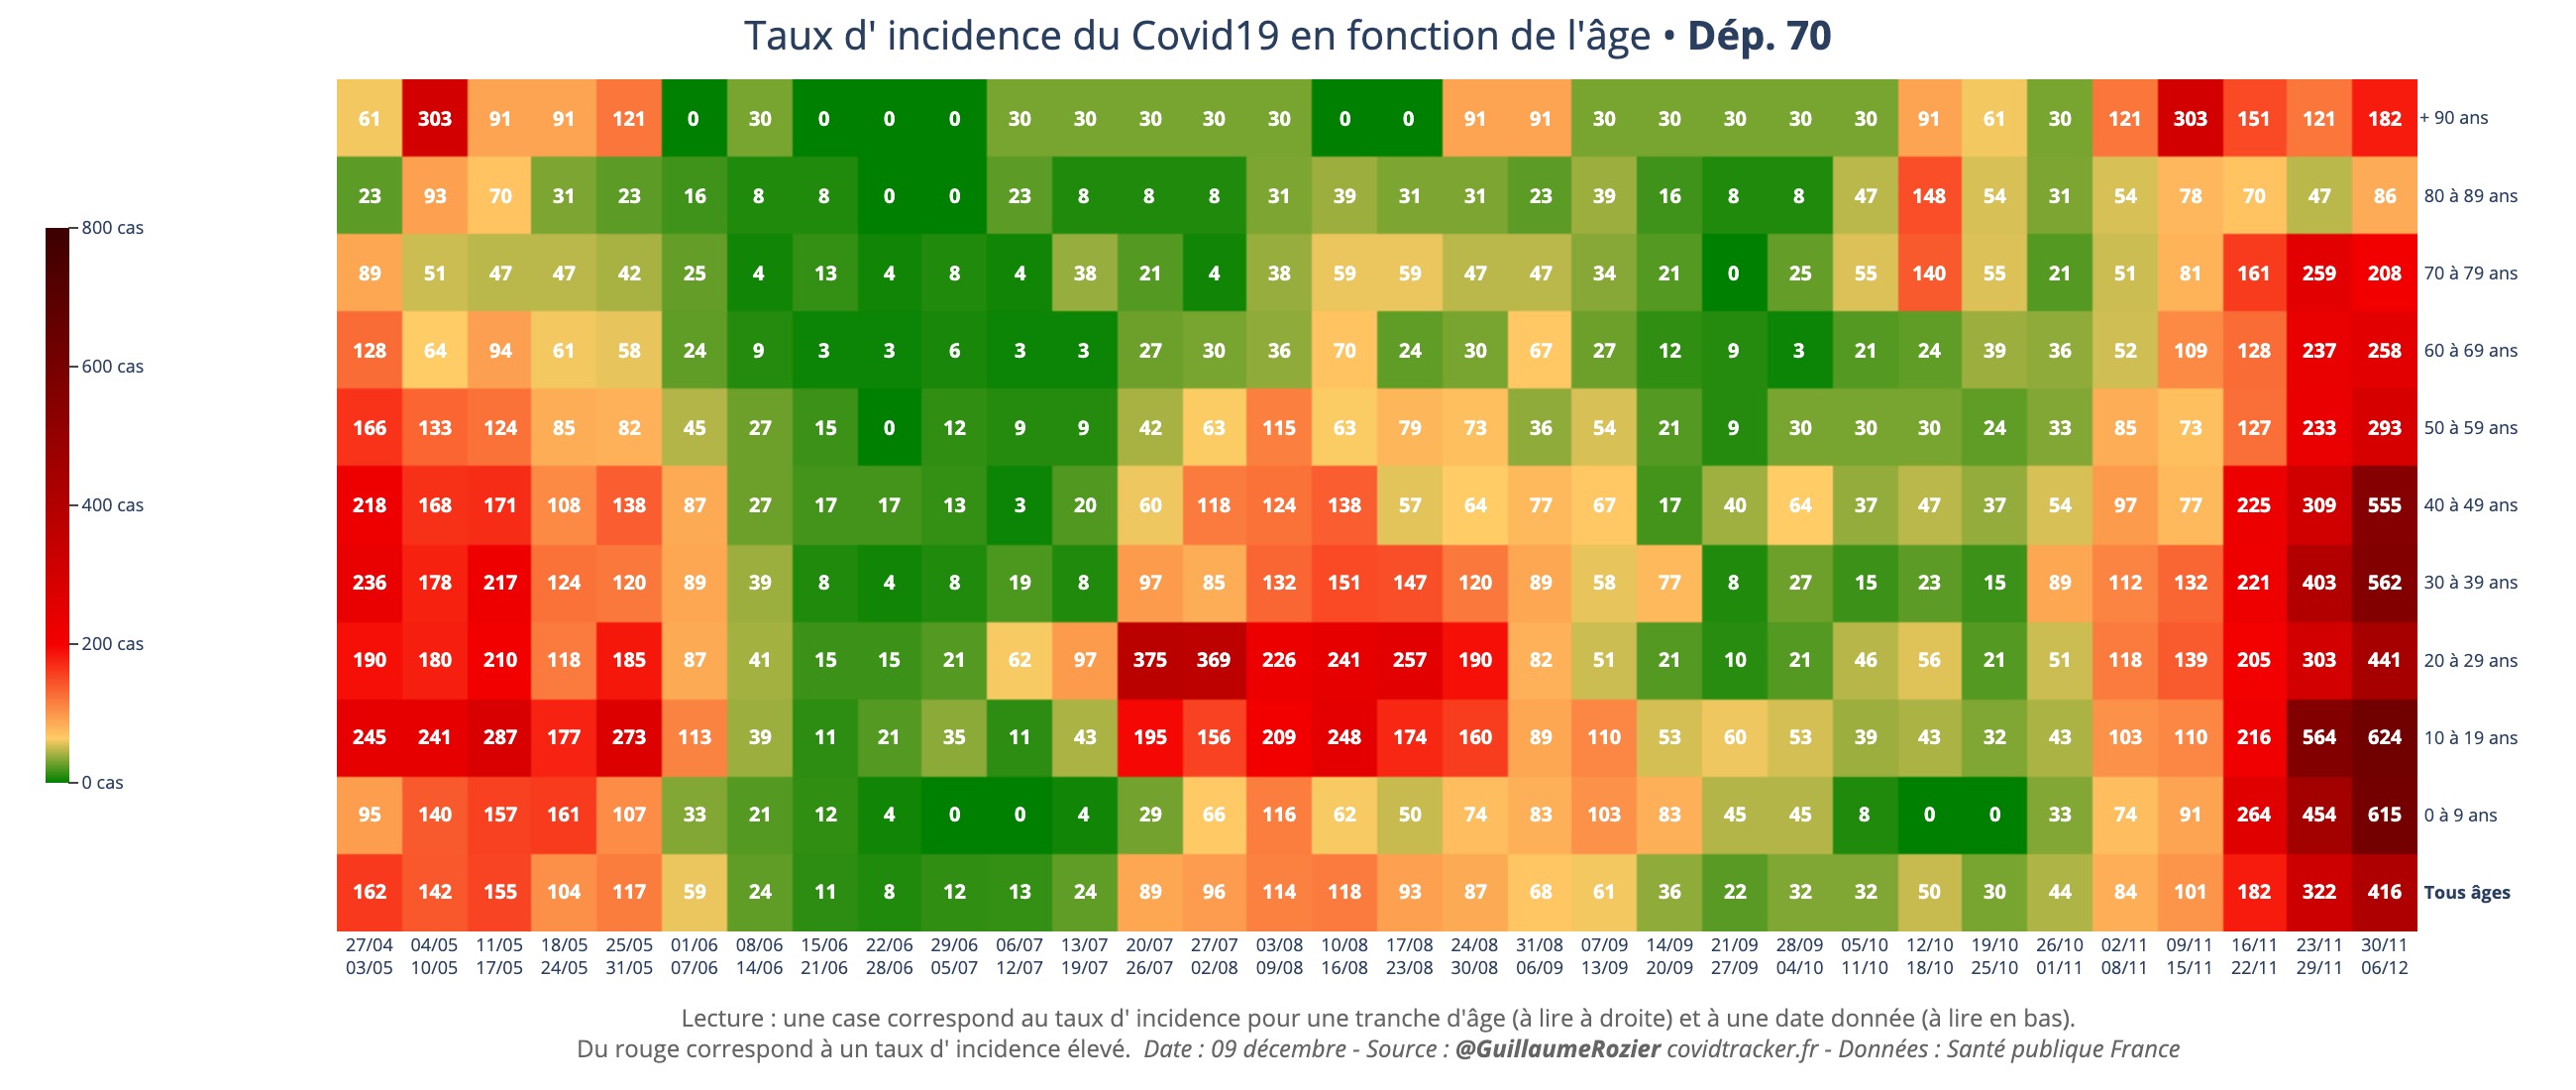 Taux d' incidence du Covid19 en fonction de l'âge • Dép. 70
61 303 91 91 121 0 30 0 0 0 30 30 30 30 30 0 0 91 91 30 30 30 30 30 91 61 30 121 303 151 121 182 + 90 ans
23 93 70 31 23 16 8 8 0 0 23 8 8 8 31 39 31 31 23 39 16 8 8 47 148 54 31 54 78 70 47 86 80 à 89 ans
800 cas
89 51 47 47 42 25 4 13 4 8 4 38 21 4 38 59 59 47 47 34 21 0 25 55 140 55 21 51 81 161 259 208 70 à 79 ans
128 64 94 61 58 24 9 3 3 6 3 3 27 30 36 70 24 30 67 27 12 9 3 21 24 39 36 52 109 128 237 258 60 à 69 ans
600 cas
166 133 124 85 82 45 27 15 0 12 9 9 42 63 115 63 79 73 36 54 21 9 30 30 30 24 33 85 73 127 233 293 50 à 59 ans
400 cas
218 168 171 108 138 87 27 17 17 13 3 20 60 118 124 138 57 64 77 67 17 40 64 37 47 37 54 97 77 225 309 555 40 à 49 ans
236 178 217 124 120 89 39 8 4 8 19 8 97 85 132 151 147 120 89 58 77 8 27 15 23 15 89 112 132 221 403 562 30 à 39 ans
200 cas
190 180 210 118 185 87 41 15 15 21 62 97 375 369 226 241 257 190 82 51 21 10 21 46 56 21 51 118 139 205 303 441 20 à 29 ans
245 241 287 177 273 113 39 11 21 35 11 43 195 156 209 248 174 160 89 110 53 60 53 39 43 32 43 103 110 216 564 624 10 à 19 ans
0 cas
95 140 157 161 107 33 21 12 4 0 0 4 29 66 116 62 50 74 83 103 83 45 45 8 0 0 33 74 91 264 454 615 0 à 9 ans
162 142 155 104 117 59 24 11 8 12 13 24 89 96 114 118 93 87 68 61 36 22 32 32 50 30 44 84 101 182 322 416 Tous âges
27/04 04/05 11/05 18/05 25/05 01/06 08/06 15/06 22/06 29/06 06/07 13/07 20/07 27/07 03/08 10/08 17/08 24/08 31/08 07/09 14/09 21/09 28/09 05/10 12/10 19/10 26/10 02/11 09/11 16/11 23/11 30/11
03/05 10/05 17/05 24/05 31/05 07/06 14/06 21/06 28/06 05/07 12/07 19/07 26/07 02/08 09/08 16/08 23/08 30/08 06/09 13/09 20/09 27/09 04/10 11/10 18/10 25/10 01/11 08/11 15/11 22/11 29/11 06/12
Lecture : une case correspond au taux d' incidence pour une tranche d'âge (à lire à droite) et à une date donnée (à lire en bas).
Du rouge correspond à un taux d' incidence élevé. Date : 09 décembre - Source : @GuillaumeRozier covidtracker.fr - Données : Santé publique France